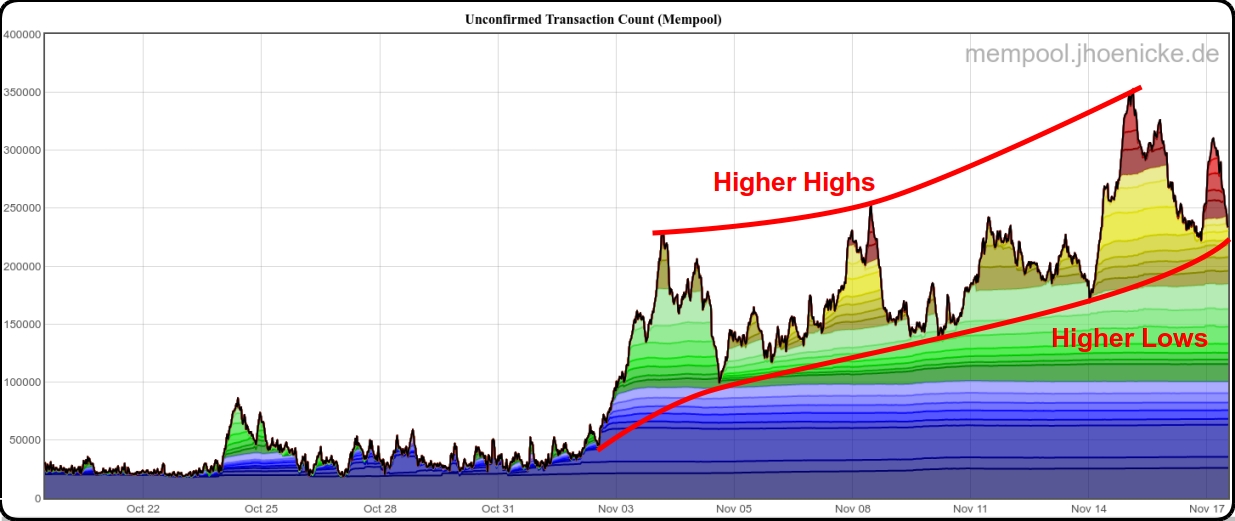 Unconfirmed Transaction Count (Mempool)
mempool.jhoenicke.de
400000
350000
300000
250000
200000
150000
100000
50000
0
Higher Highs
Higher Lows
Oct 22 Oct 25 Oct 28 Oct 31 Nov 03 Nov 05 Nov 08 Nov 11 Nov 14 Nov 17